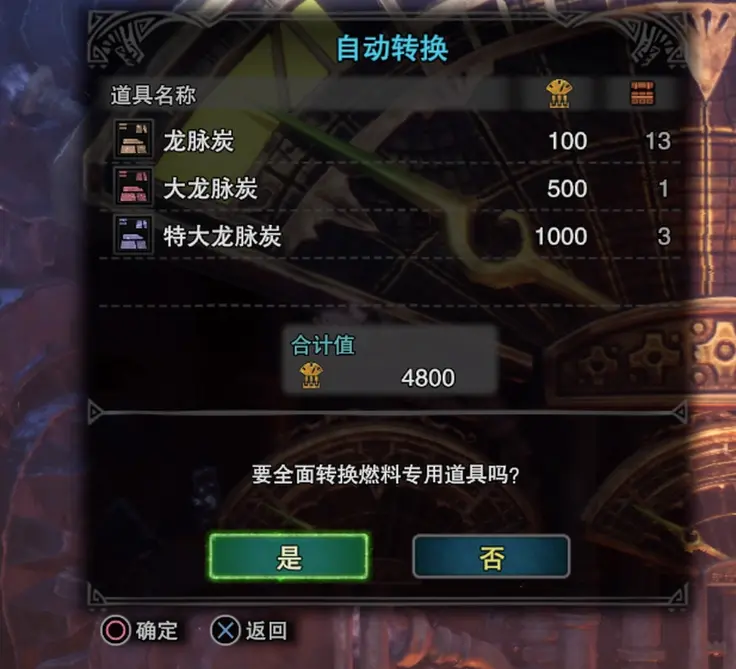 自动转换
道具名称
龙脉炭 100 13
大龙脉炭 500 1
特大龙脉炭 1000 3
合计值
4800
要全面转换燃料专用道具吗?
是 否
确定 返回